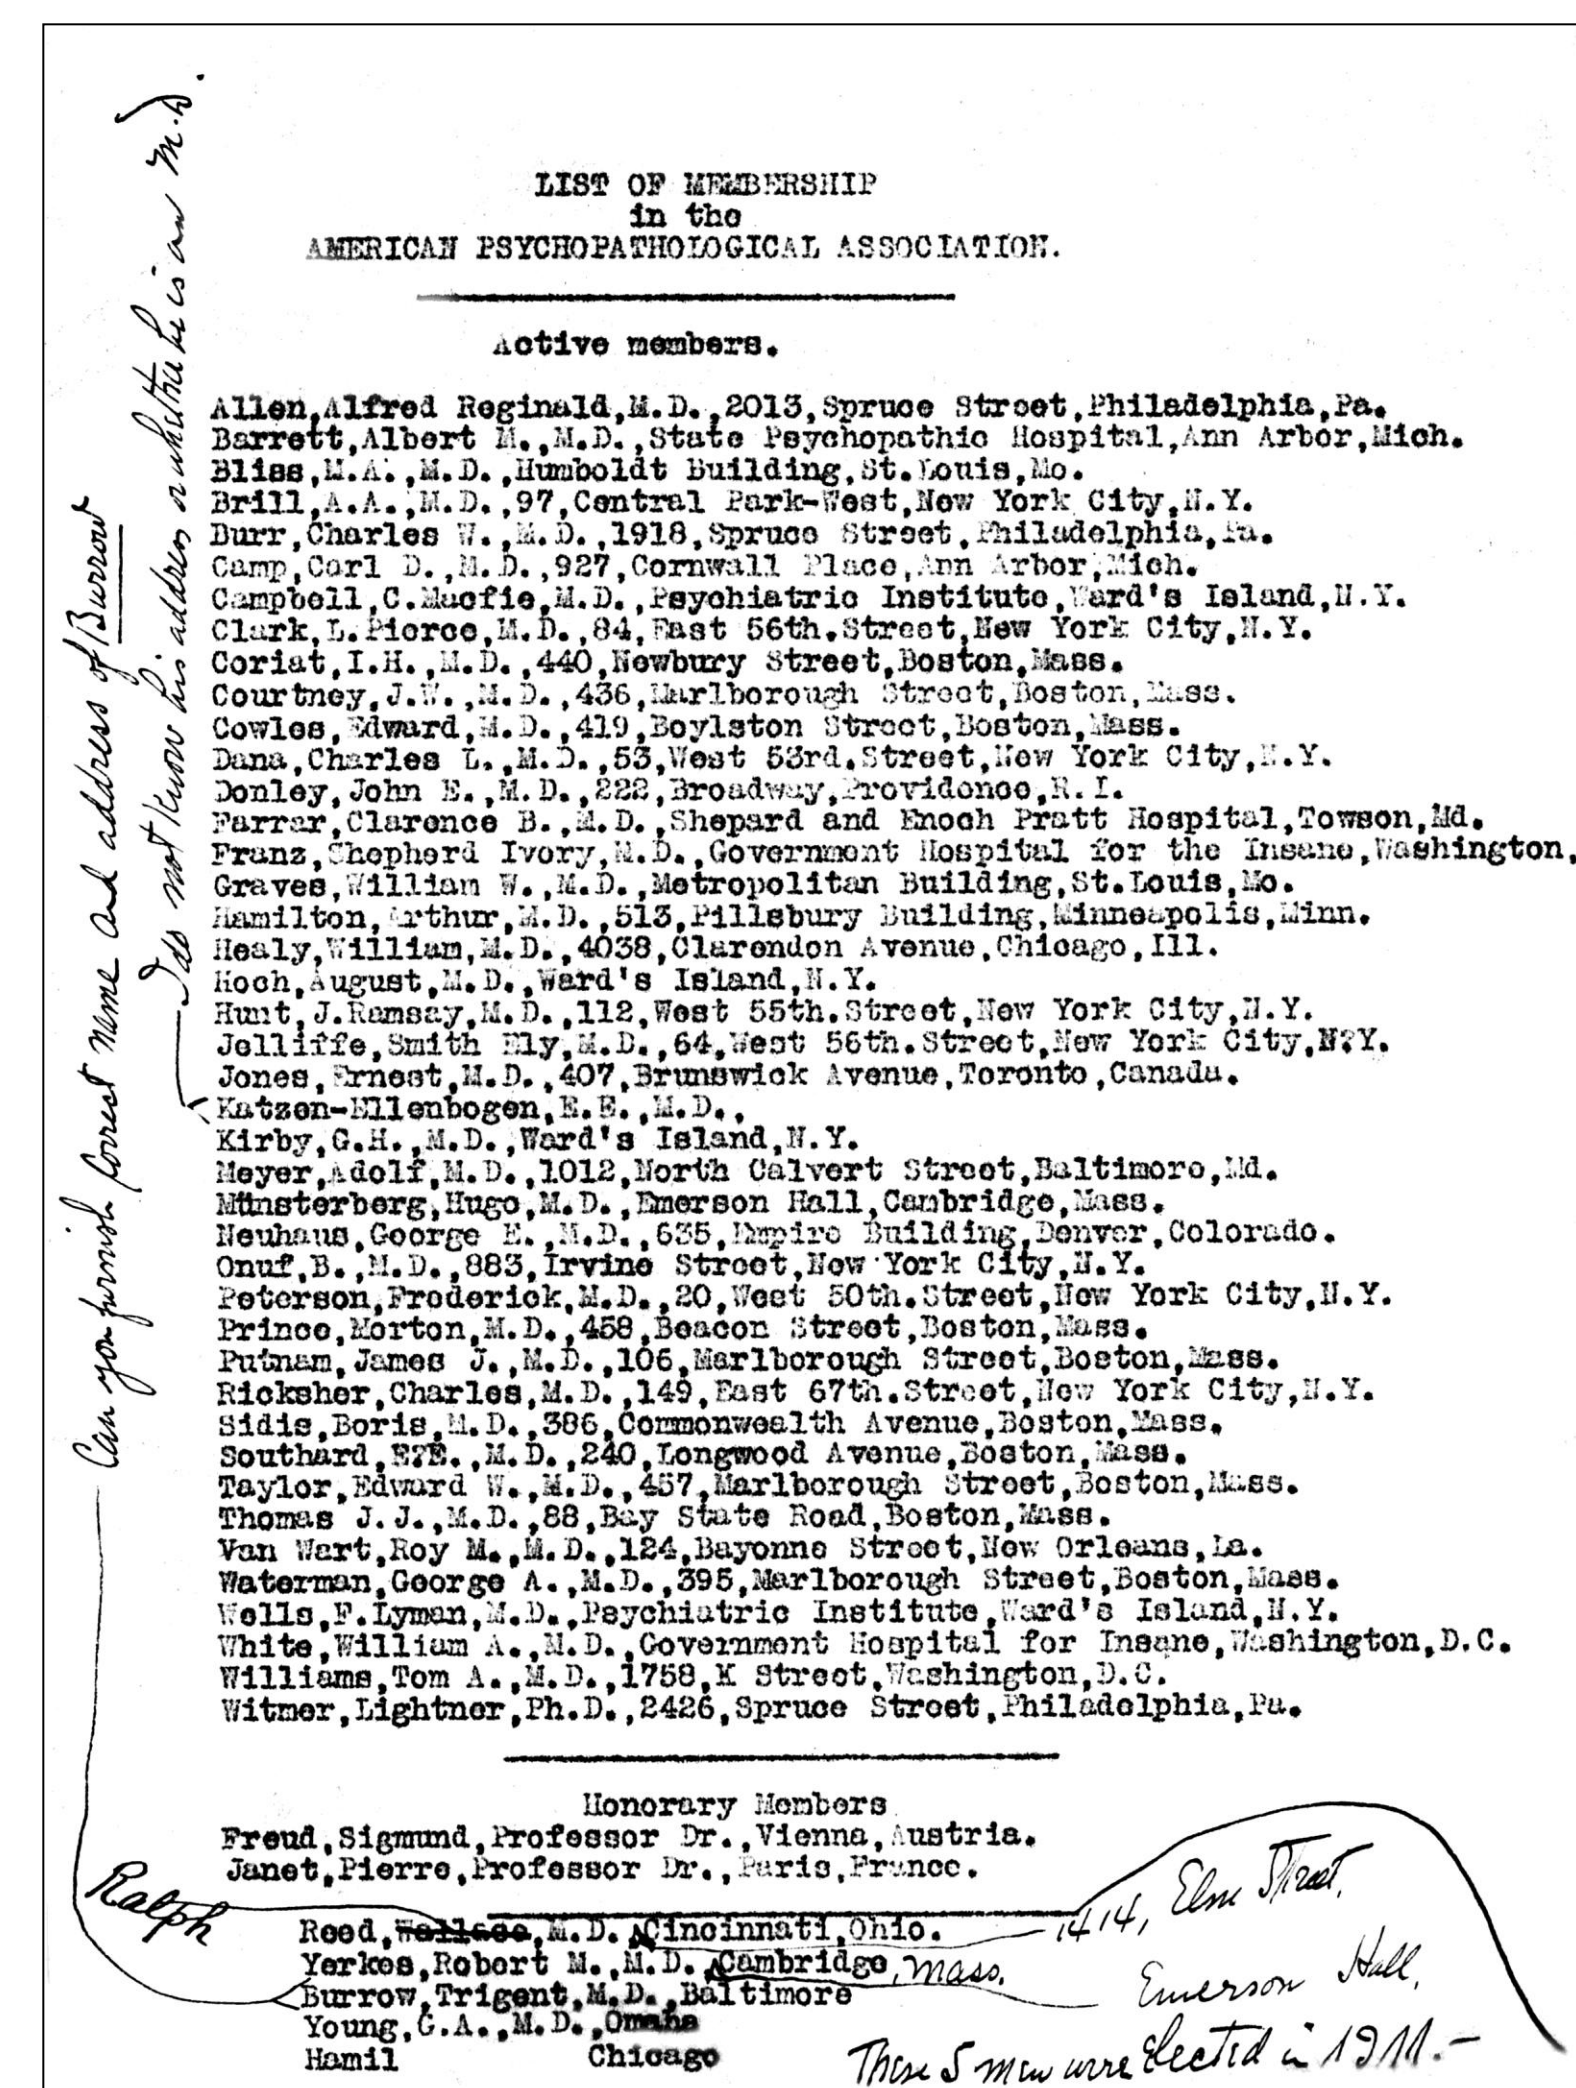 LIST OF MEMBERSHIP
in the
AMERICAN PSYCHOPATHOLOGICAL ASSOCIATION.
Active members.
Allen,Alfred Reginald,M.D.,2013,Spruce Street,Philadelphia,Pa.
Barrett,Albert M.,M.D.,State Psychopathic Hospital,Ann Arbor,Mich.
Bliss,M.A.,M.D.,Humboldt Building,St.Louis,Mo.
Brill,A.A.,M.D.,97,Central Park-West,New York City,N.Y.
Burr,Charles W.,M.D.,1918,Spruce Street,Philadelphia,Pa.
Camp,Carl D.,M.D.,927,Cornwall Place,Ann Arbor,Mich.
Campbell,C.Macfie,M.D.,Psychiatric Institute,Ward's Island,N.Y.
Clark,L.Pierce,M.D.,84,East 56th.Street,New York City,N.Y.
Coriat,I.H.,M.D.,440,Newbury Street,Boston,Mass.
Courtney,J.W.,M.D.,436,Marlborough Street,Boston,Mass.
Cowles,Edward,M.D.,419,Boylston Street,Boston,Mass.
Dana,Charles L.,M.D.,53,West 53rd.Street,New York City,N.Y.
Donley,John E.,M.D.,222,Broadway,Providence,R.I.
Farrar,Clarence B.,M.D.,Shepard and Enoch Pratt Hospital,Towson,Md.
Franz,Shepherd Ivory,M.D.,Government Hospital for the Insane,Washington,
Graves,William W.,M.D.,Metropolitan Building,St.Louis,Mo.
Hamilton,Arthur,M.D.,513,Pillsbury Building,Minneapolis,Minn.
Healy,William,M.D.,4038,Clarendon Avenue,Chicago,Ill.
Hoch,August,M.D.,Ward's Island,N.Y.
Hunt,J.Ramsay,M.D.,112,West 55th.Street,New York City,N.Y.
Jelliffe,Smith Ely,M.D.,64,West 56th.Street,New York City,N?Y.
Jones,Ernest,M.D.,407,Brunswick Avenue,Toronto,Canada.
Katzen-Ellenbogen,E.E.,M.D.,
Kirby,G.H.,M.D.,Ward's Island,N.Y.
Meyer,Adolf,M.D.,1012,North Calvert Street,Baltimore,Md.
Münsterberg,Hugo,M.D.,Emerson Hall,Cambridge,Mass.
Neuhaus,George E.,M.D.,635,Empire Building,Denver,Colorado.
Onuf,B.,M.D.,883,Irvine Street,New York City,N.Y.
Peterson,Frederick,M.D.,20,West 50th.Street,New York City,N.Y.
Prince,Morton,M.D.,458,Beacon Street,Boston,Mass.
Putnam,James J.,M.D.,106,Marlborough Street,Boston,Mass.
Ricksher,Charles,M.D.,149,East 67th.Street,New York City,N.Y.
Sidis,Boris,M.D.,386,Commonwealth Avenue,Boston,Mass.
Southard,E?E.,M.D.,240,Longwood Avenue,Boston,Mass.
Taylor,Edward W.,M.D.,457,Marlborough Street,Boston,Mass.
Thomas J.J.,M.D.,88,Bay State Road,Boston,Mass.
Van Wart,Roy M.,M.D.,124,Bayonne Street,New Orleans,La.
Waterman,George A.,M.D.,395,Marlborough Street,Boston,Mass.
Wells,F.Lyman,M.D.,Psychiatric Institute,Ward's Island,N.Y.
White,William A.,M.D.,Government Hospital for Insane,Washington,D.C.
Williams,Tom A.,M.D.,1758,K Street,Washington,D.C.
Witmer,Lightner,Ph.D.,2426,Spruce Street,Philadelphia,Pa.
Honorary Members
Freud,Sigmund,Professor Dr.,Vienna,Austria.
Janet,Pierre,Professor Dr.,Paris,France.
Ralph
Reed,Wallace,M.D.,Cincinnati,Ohio. 1414, Elm Street.
Yerkes,Robert M.,M.D.,Cambridge, Mass. Emerson Hall.
Burrow,Trigent,M.D.,Baltimore
Young,G.A.,M.D.,Omaha
Hamil Chicago
These 5 men were elected in 1911.-
Can you furnish correct name and address of Burrow
I do not know his address or whether he is an M.D.